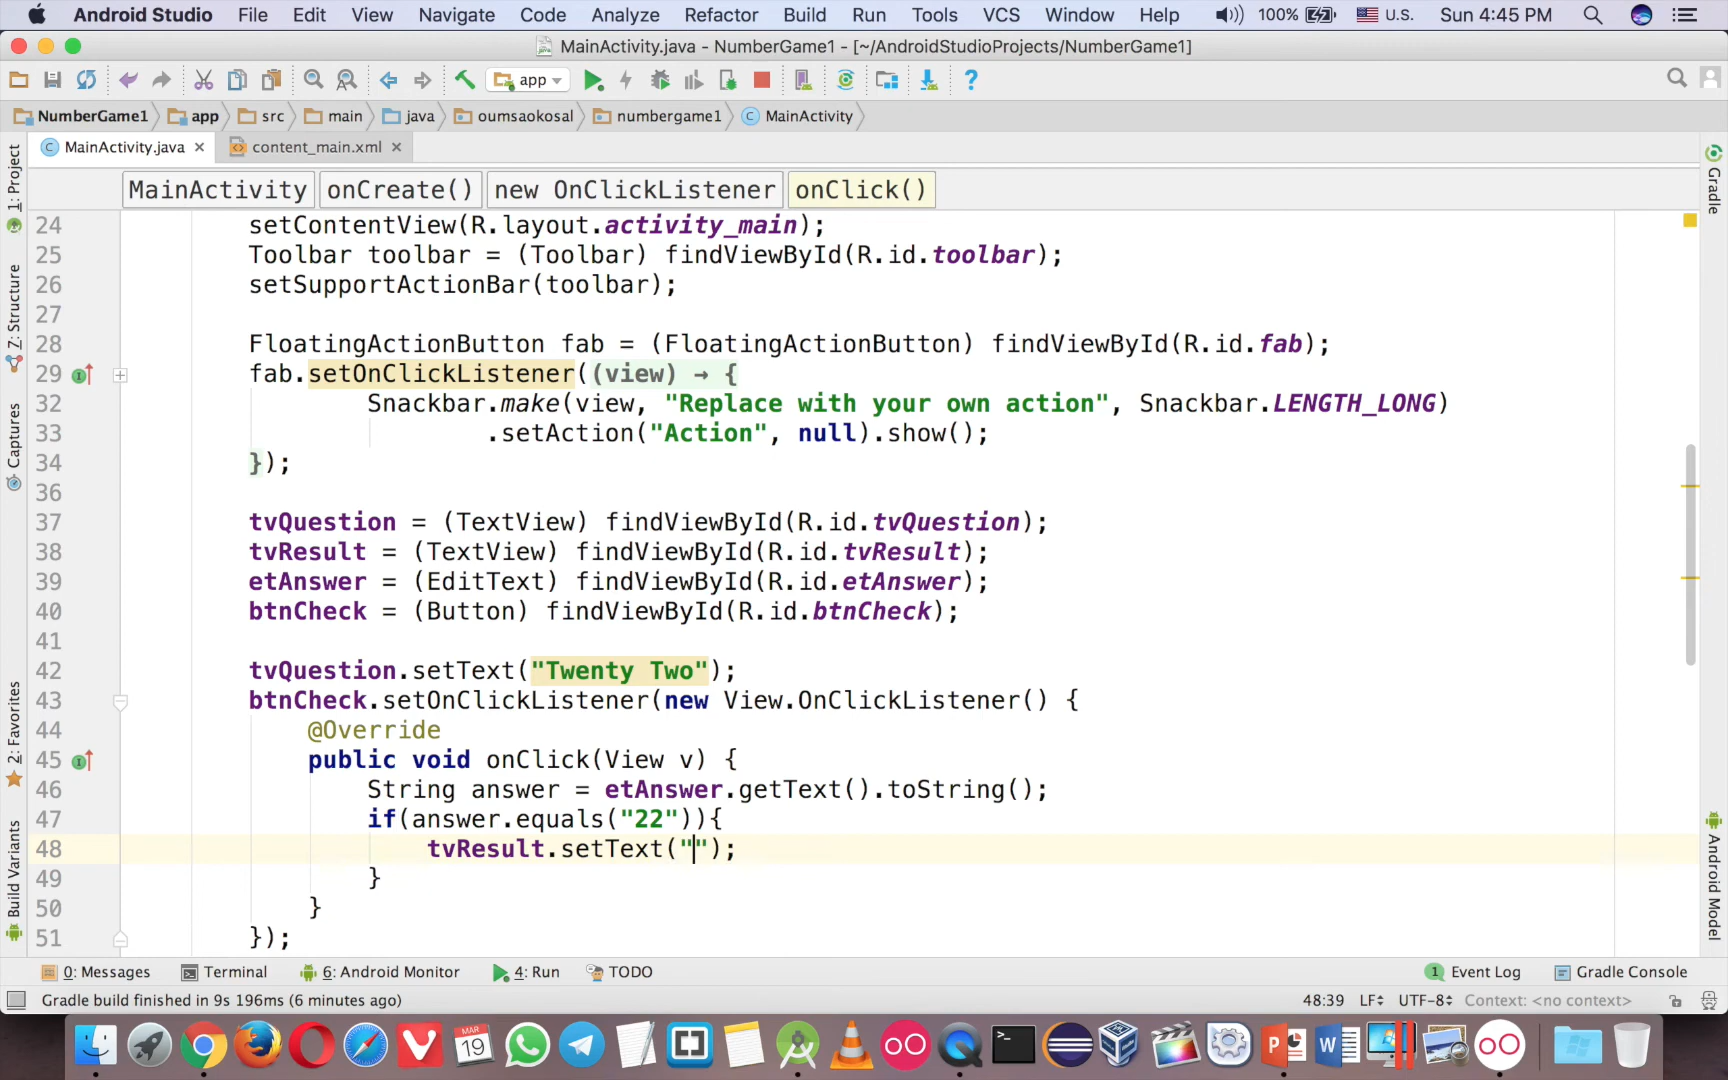 Android Studio File Edit View Navigate Code Analyze Refactor Build Run Tools VCS Window Help 100% U.S. Sun 4:45 PM
MainActivity.java - NumberGame1 - [~/AndroidStudioProjects/NumberGame1]
app
NumberGame1 app src main java oumsaokosal numbergame1 MainActivity
MainActivity.java content_main.xml
MainActivity onCreate() new OnClickListener onClick()
24 setContentView(R.layout.activity_main);
25 Toolbar toolbar = (Toolbar) findViewById(R.id.toolbar);
26 setSupportActionBar(toolbar);
27
28 FloatingActionButton fab = (FloatingActionButton) findViewById(R.id.fab);
29 fab.setOnClickListener((view) → {
32 Snackbar.make(view, "Replace with your own action", Snackbar.LENGTH_LONG)
33 .setAction("Action", null).show();
34 });
36
37 tvQuestion = (TextView) findViewById(R.id.tvQuestion);
38 tvResult = (TextView) findViewById(R.id.tvResult);
39 etAnswer = (EditText) findViewById(R.id.etAnswer);
40 btnCheck = (Button) findViewById(R.id.btnCheck);
41
42 tvQuestion.setText("Twenty Two");
43 btnCheck.setOnClickListener(new View.OnClickListener() {
44 @Override
45 public void onClick(View v) {
46 String answer = etAnswer.getText().toString();
47 if(answer.equals("22")){
48 tvResult.setText("");
49 }
50 }
51 });
1: Project
7: Structure
Captures
2: Favorites
Build Variants
Gradle
Android Model
0: Messages Terminal 6: Android Monitor 4: Run TODO 1 Event Log Gradle Console
Gradle build finished in 9s 196ms (6 minutes ago) 48:39 LF UTF-8 Context: <no context>
MAR
19
P
W